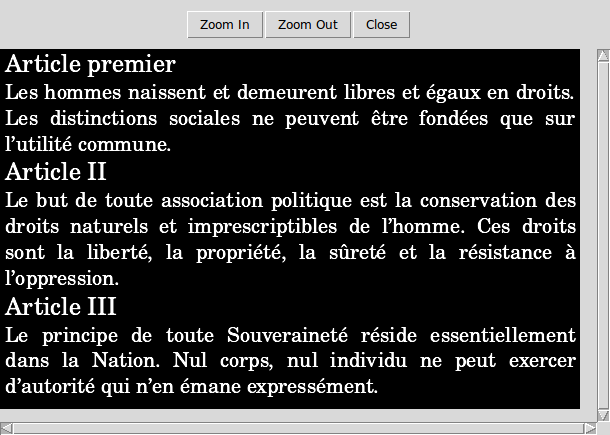 Zoom In Zoom Out Close
Article premier
Les hommes naissent et demeurent libres et égaux en droits.
Les distinctions sociales ne peuvent être fondées que sur
l'utilité commune.
Article II
Le but de toute association politique est la conservation des
droits naturels et imprescriptibles de l'homme. Ces droits
sont la liberté, la propriété, la sûreté et la résistance à
l'oppression.
Article III
Le principe de toute Souveraineté réside essentiellement
dans la Nation. Nul corps, nul individu ne peut exercer
d'autorité qui n'en émane expressément.